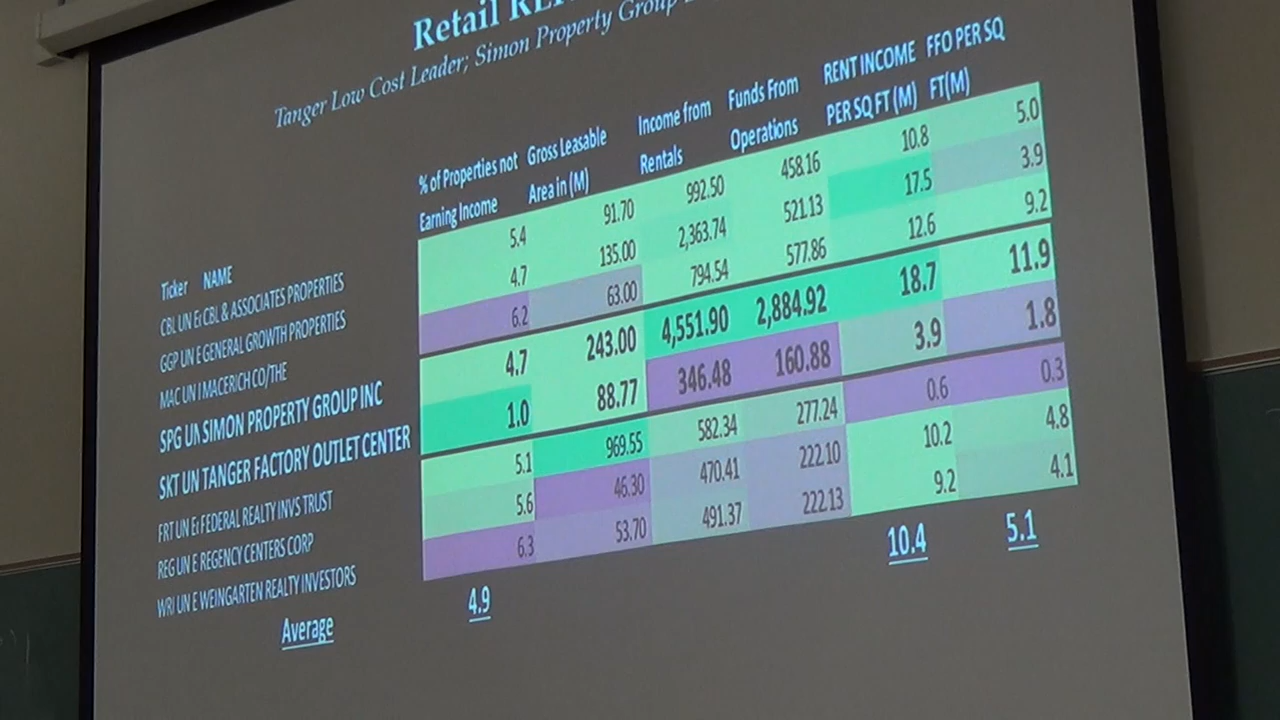 Retail
Tanger Low Cost Leader; Simon Property Group
% of Properties not Earning Income Gross Leasable Area in (M) Income from Rentals Funds From Operations RENT INCOME PER SQ FT (M) FFO PER SQ FT(M)
Ticker NAME
CBL UN Et CBL & ASSOCIATES PROPERTIES 5.4 91.70 992.50 458.16 10.8 5.0
GGP UN E GENERAL GROWTH PROPERTIES 4.7 135.00 2,363.74 521.13 17.5 3.9
MAC UN I MACERICH CO/THE 6.2 63.00 794.54 577.86 12.6 9.2
SPG UN SIMON PROPERTY GROUP INC 4.7 243.00 4,551.90 2,884.92 18.7 11.9
SKT UN TANGER FACTORY OUTLET CENTER 1.0 88.77 346.48 160.88 3.9 1.8
FRT UN Et FEDERAL REALTY INVS TRUST 5.1 969.55 582.34 277.24 0.6 0.3
REG UN E REGENCY CENTERS CORP 5.6 46.30 470.41 222.10 10.2 4.8
WRI UN E WEINGARTEN REALTY INVESTORS 6.3 53.70 491.37 222.13 9.2 4.1
Average 4.9 10.4 5.1